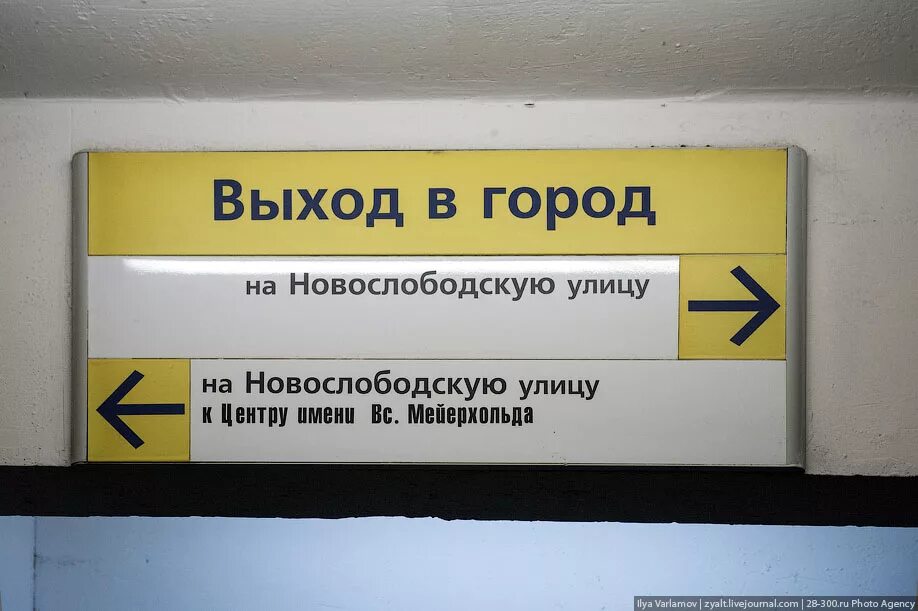 Выход в город
на Новослободскую улицу
на Новослободскую улицу
к Центру имени Вс. Мейерхольда
Ilya Varlamov | zyalt.livejournal.com | 28-300.ru Photo Agency